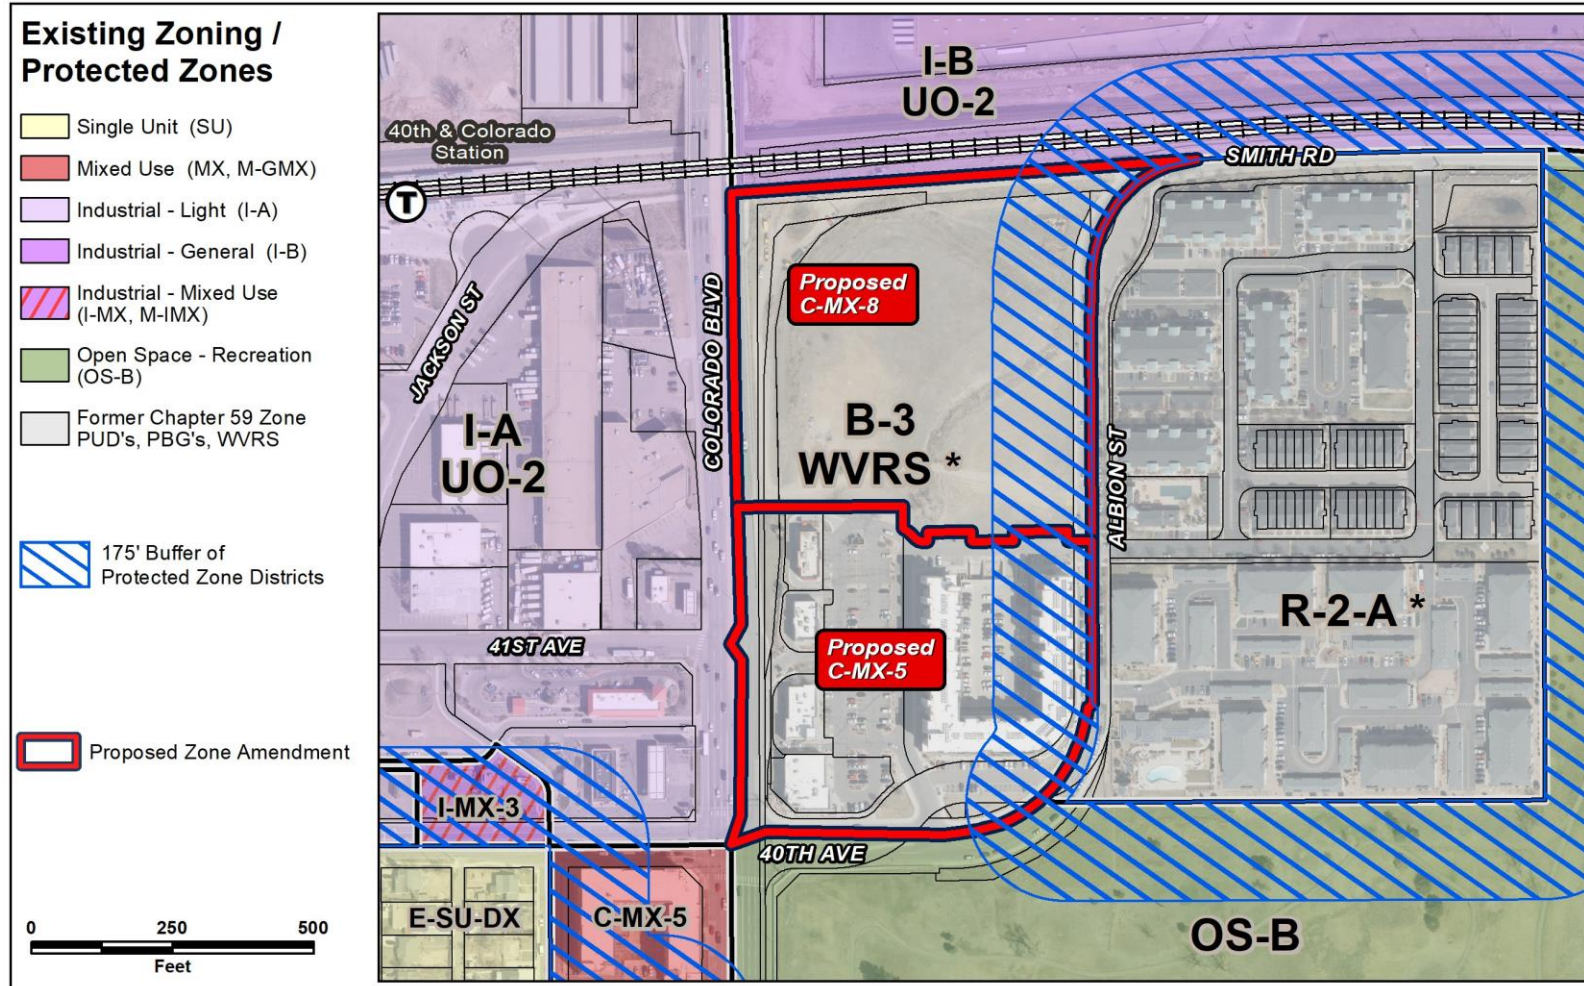 Existing Zoning /
Protected Zones
Single Unit (SU)
Mixed Use (MX, M-GMX)
Industrial - Light (I-A)
Industrial - General (I-B)
Industrial - Mixed Use
(I-MX, M-IMX)
Open Space - Recreation
(OS-B)
Former Chapter 59 Zone
PUD's, PBG's, WVRS
175' Buffer of
Protected Zone Districts
Proposed Zone Amendment
0 250 500
Feet
I-B
UO-2
40th & Colorado
Station
T
SMITH RD
JACKSON ST
COLORADO BLVD
Proposed
C-MX-8
I-A
UO-2
B-3
WVRS *
ALBION ST
R-2-A *
41ST AVE
Proposed
C-MX-5
I-MX-3
40TH AVE
E-SU-DX
C-MX-5
OS-B